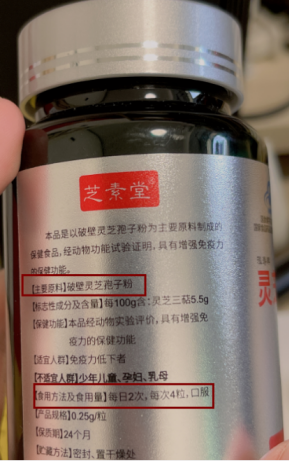 芝素堂
本品是以破壁灵芝孢子粉为主要原料制成的
保健食品，经动物功能试验证明，具有增强免疫力
的保健功能。
【主要原料】破壁灵芝孢子粉
【标志性成分及含量】每100g含：灵芝三萜5.5g
【保健功能】本品经动物实验评价，具有增强免
疫力的保健功能
【适宜人群】免疫力低下者
【不适宜人群】少年儿童、孕妇、乳母
【食用方法及食用量】每日2次，每次4粒，口服
【产品规格】0.25g/粒
【保质期】24个月
【贮藏方法】密封、置干燥处
灵